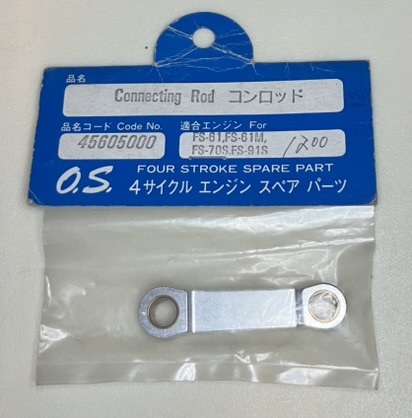 品名
Connecting Rod コンロッド
品名コード Code No.
適合エンジン For
45605000
FS-61,FS-61M,
FS-70S,FS-91S
1200
O.S.
FOUR STROKE SPARE PART
4サイクル エンジン スペア パーツ